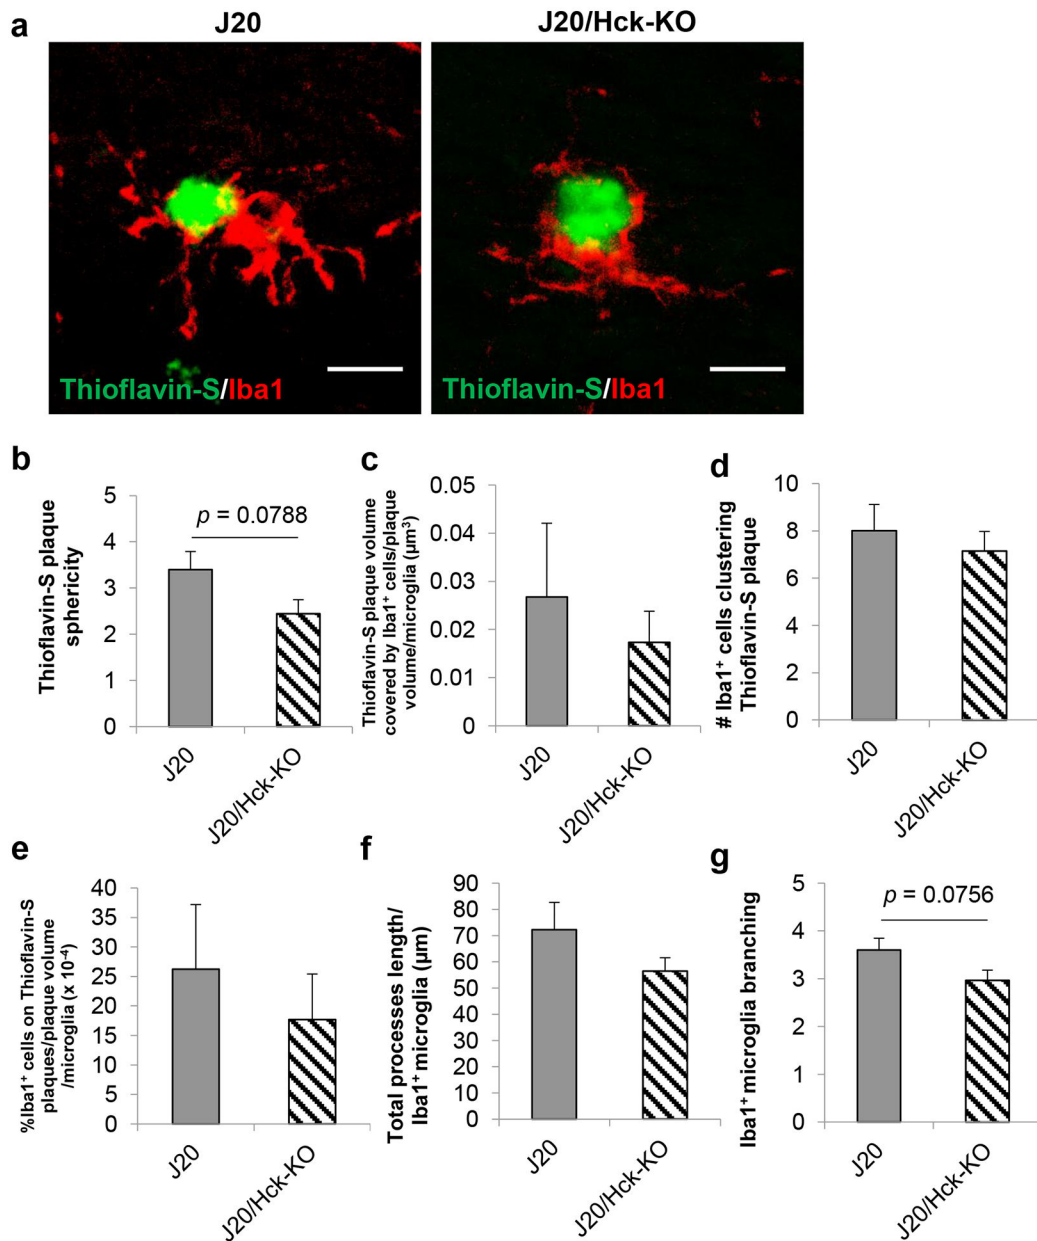 a
J20
J20/Hck-KO
Thioflavin-S/Iba1
Thioflavin-S/Iba1
b
Thioflavin-S plaque
sphericity
5
4
3
2
1
0
p = 0.0788
J20
J20/Hck-KO
c
Thioflavin-S plaque volume
covered by Iba1⁺ cells/plaque
volume/microglia (µm³)
0.05
0.04
0.03
0.02
0.01
0
J20
J20/Hck-KO
d
# Iba1⁺ cells clustering
Thioflavin-S plaque
10
8
6
4
2
0
J20
J20/Hck-KO
e
%Iba1⁺ cells on Thioflavin-S
plaques/plaque volume
/microglia (x 10⁻⁴)
40
35
30
25
20
15
10
5
0
J20
J20/Hck-KO
f
Total processes length/
Iba1⁺ microglia (µm)
90
80
70
60
50
40
30
20
10
0
J20
J20/Hck-KO
g
Iba1⁺ microglia branching
5
4
3
2
1
0
p = 0.0756
J20
J20/Hck-KO